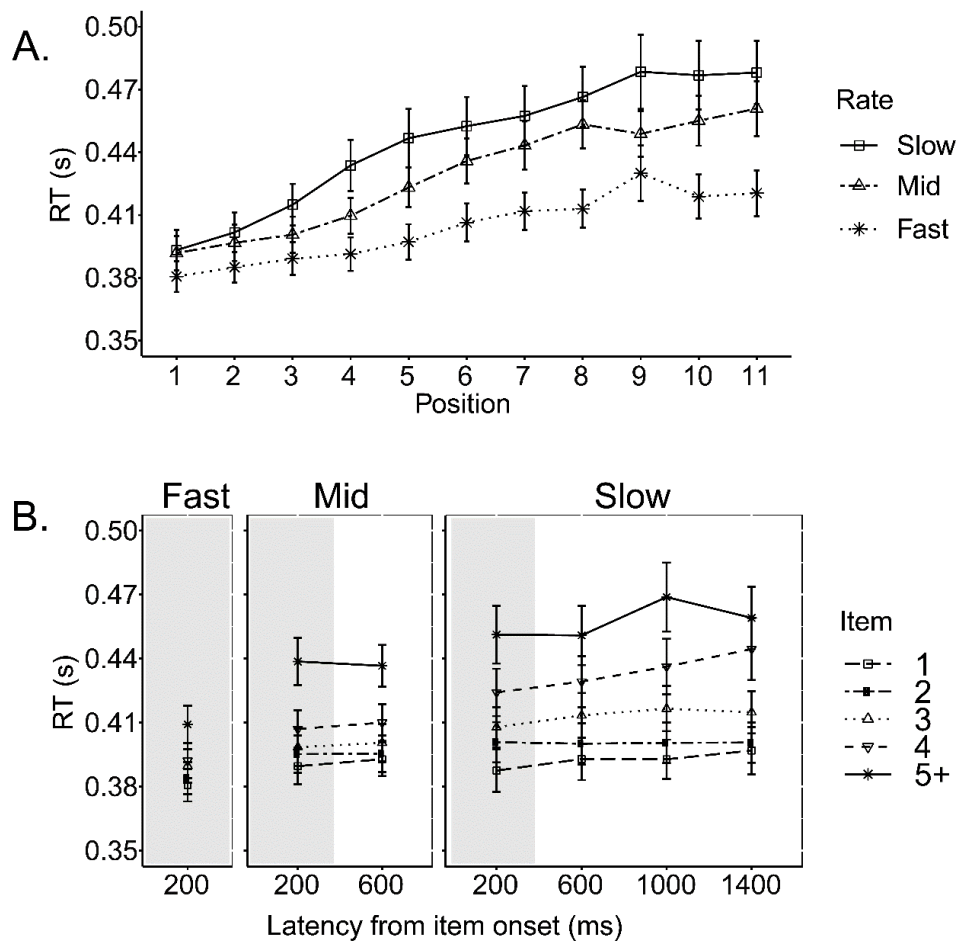 A.
0.50
0.47
0.44
0.41
0.38
0.35
RT (s)
1 2 3 4 5 6 7 8 9 10 11
Position
Rate
Slow
Mid
Fast
B.
Fast Mid Slow
0.50
0.47
0.44
0.41
0.38
0.35
RT (s)
200 200 600 200 600 1000 1400
Latency from item onset (ms)
Item
1
2
3
4
5+